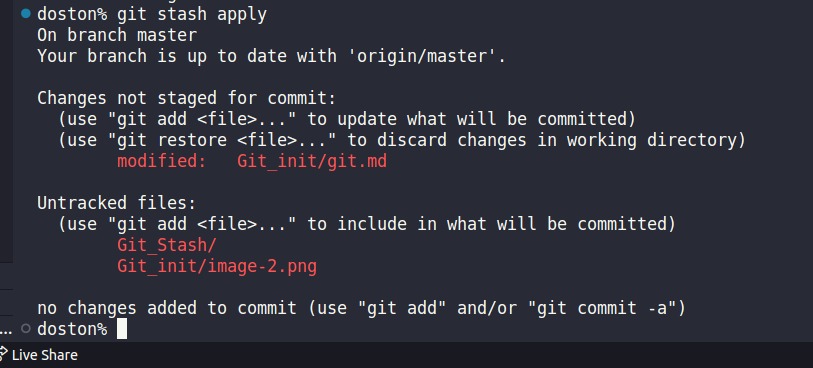 doston% git stash apply
On branch master
Your branch is up to date with 'origin/master'.
Changes not staged for commit:
(use "git add <file>..." to update what will be committed)
(use "git restore <file>..." to discard changes in working directory)
modified: Git_init/git.md
Untracked files:
(use "git add <file>..." to include in what will be committed)
Git_Stash/
Git_init/image-2.png
no changes added to commit (use "git add" and/or "git commit -a")
... doston%
Live Share